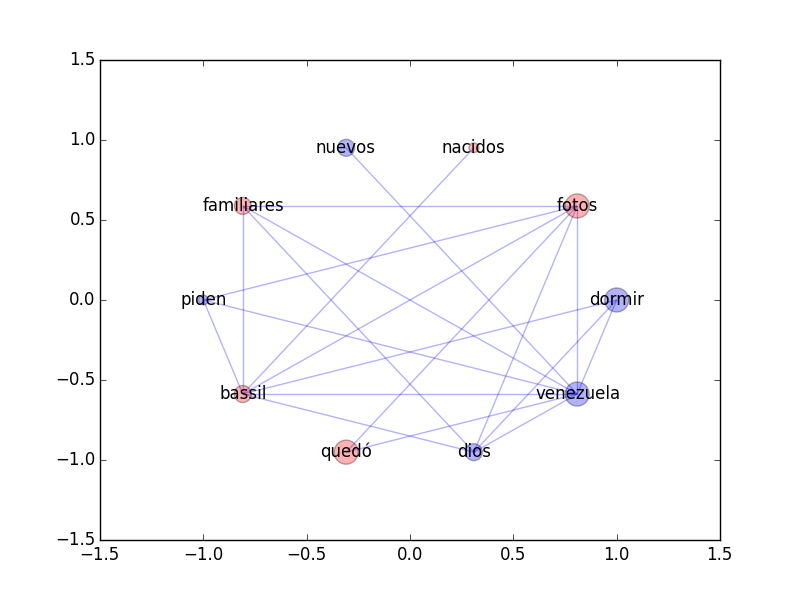 1.5
nuevos nacidos
1.0
familiares fotos
0.5
piden dormir
0.0
bassil venezuela
−0.5
quedó dios
−1.0
−1.5
−1.5 −1.0 −0.5 0.0 0.5 1.0 1.5